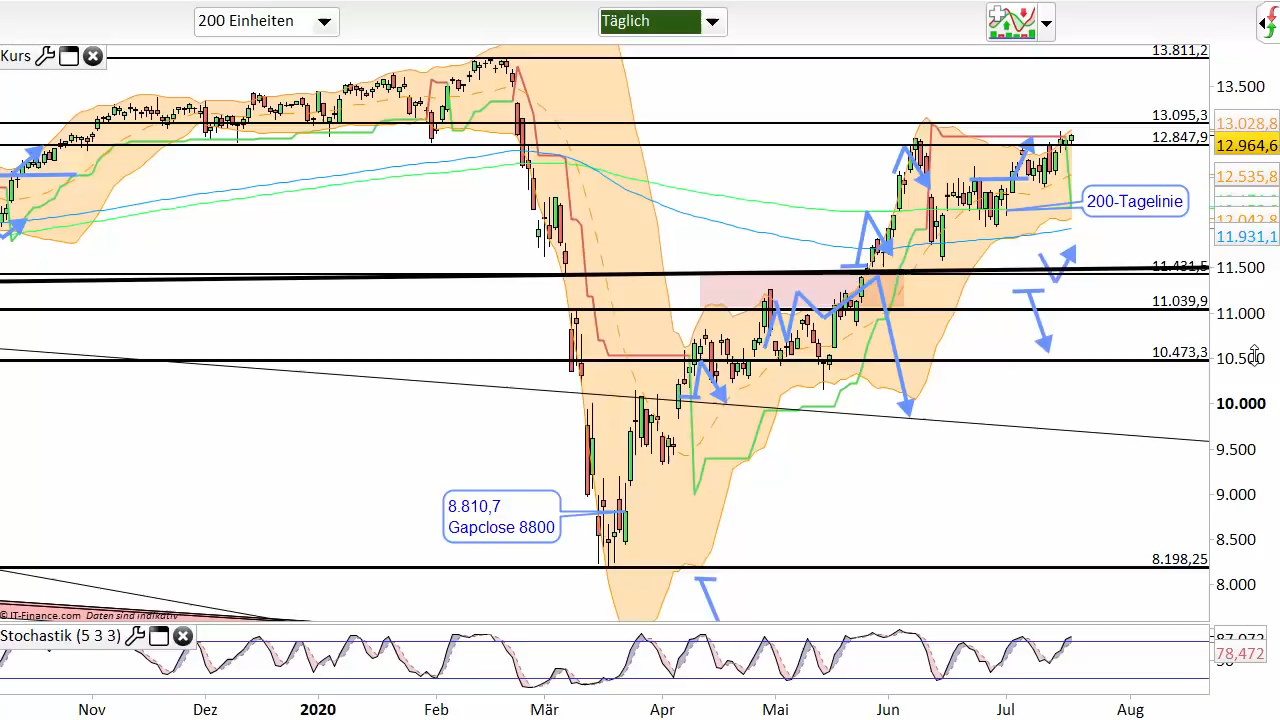 200 Einheiten
Täglich
Kurs
13.811,2
13.500
13.095,3
13.028,8
12.847,9
12.964,6
12.535,8
200-Tagelinie
12.042,8
11.931,1
11.431,5
11.500
11.039,9
11.000
10.473,3
10.500
10.000
9.500
8.810,7
Gapclose 8800
9.000
8.500
8.198,25
8.000
© IT-Finance.com Daten sind indikativ
Stochastik (5 3 3)
87,072
78,472
Nov
Dez
2020
Feb
Mär
Apr
Mai
Jun
Jul
Aug